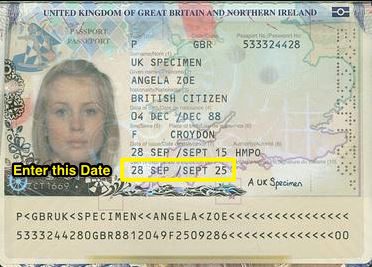 UNITED KINGDOM OF GREAT BRITAIN AND NORTHERN IRELAND
PASSPORT
PASSEPORT
P GBR 533324428
UK SPECIMEN
ANGELA ZOE
BRITISH CITIZEN
04 DEC /DEC 88
F CROYDON
28 SEP /SEPT 15 HMPO
Enter this Date
28 SEP /SEPT 25
A UK Specimen
P<GBRUK<SPECIMEN<<ANGELA<ZOE<<<<<<<<<<<<<<<<
5333244280GBR8812049F2509286<<<<<<<<<<<<<<00